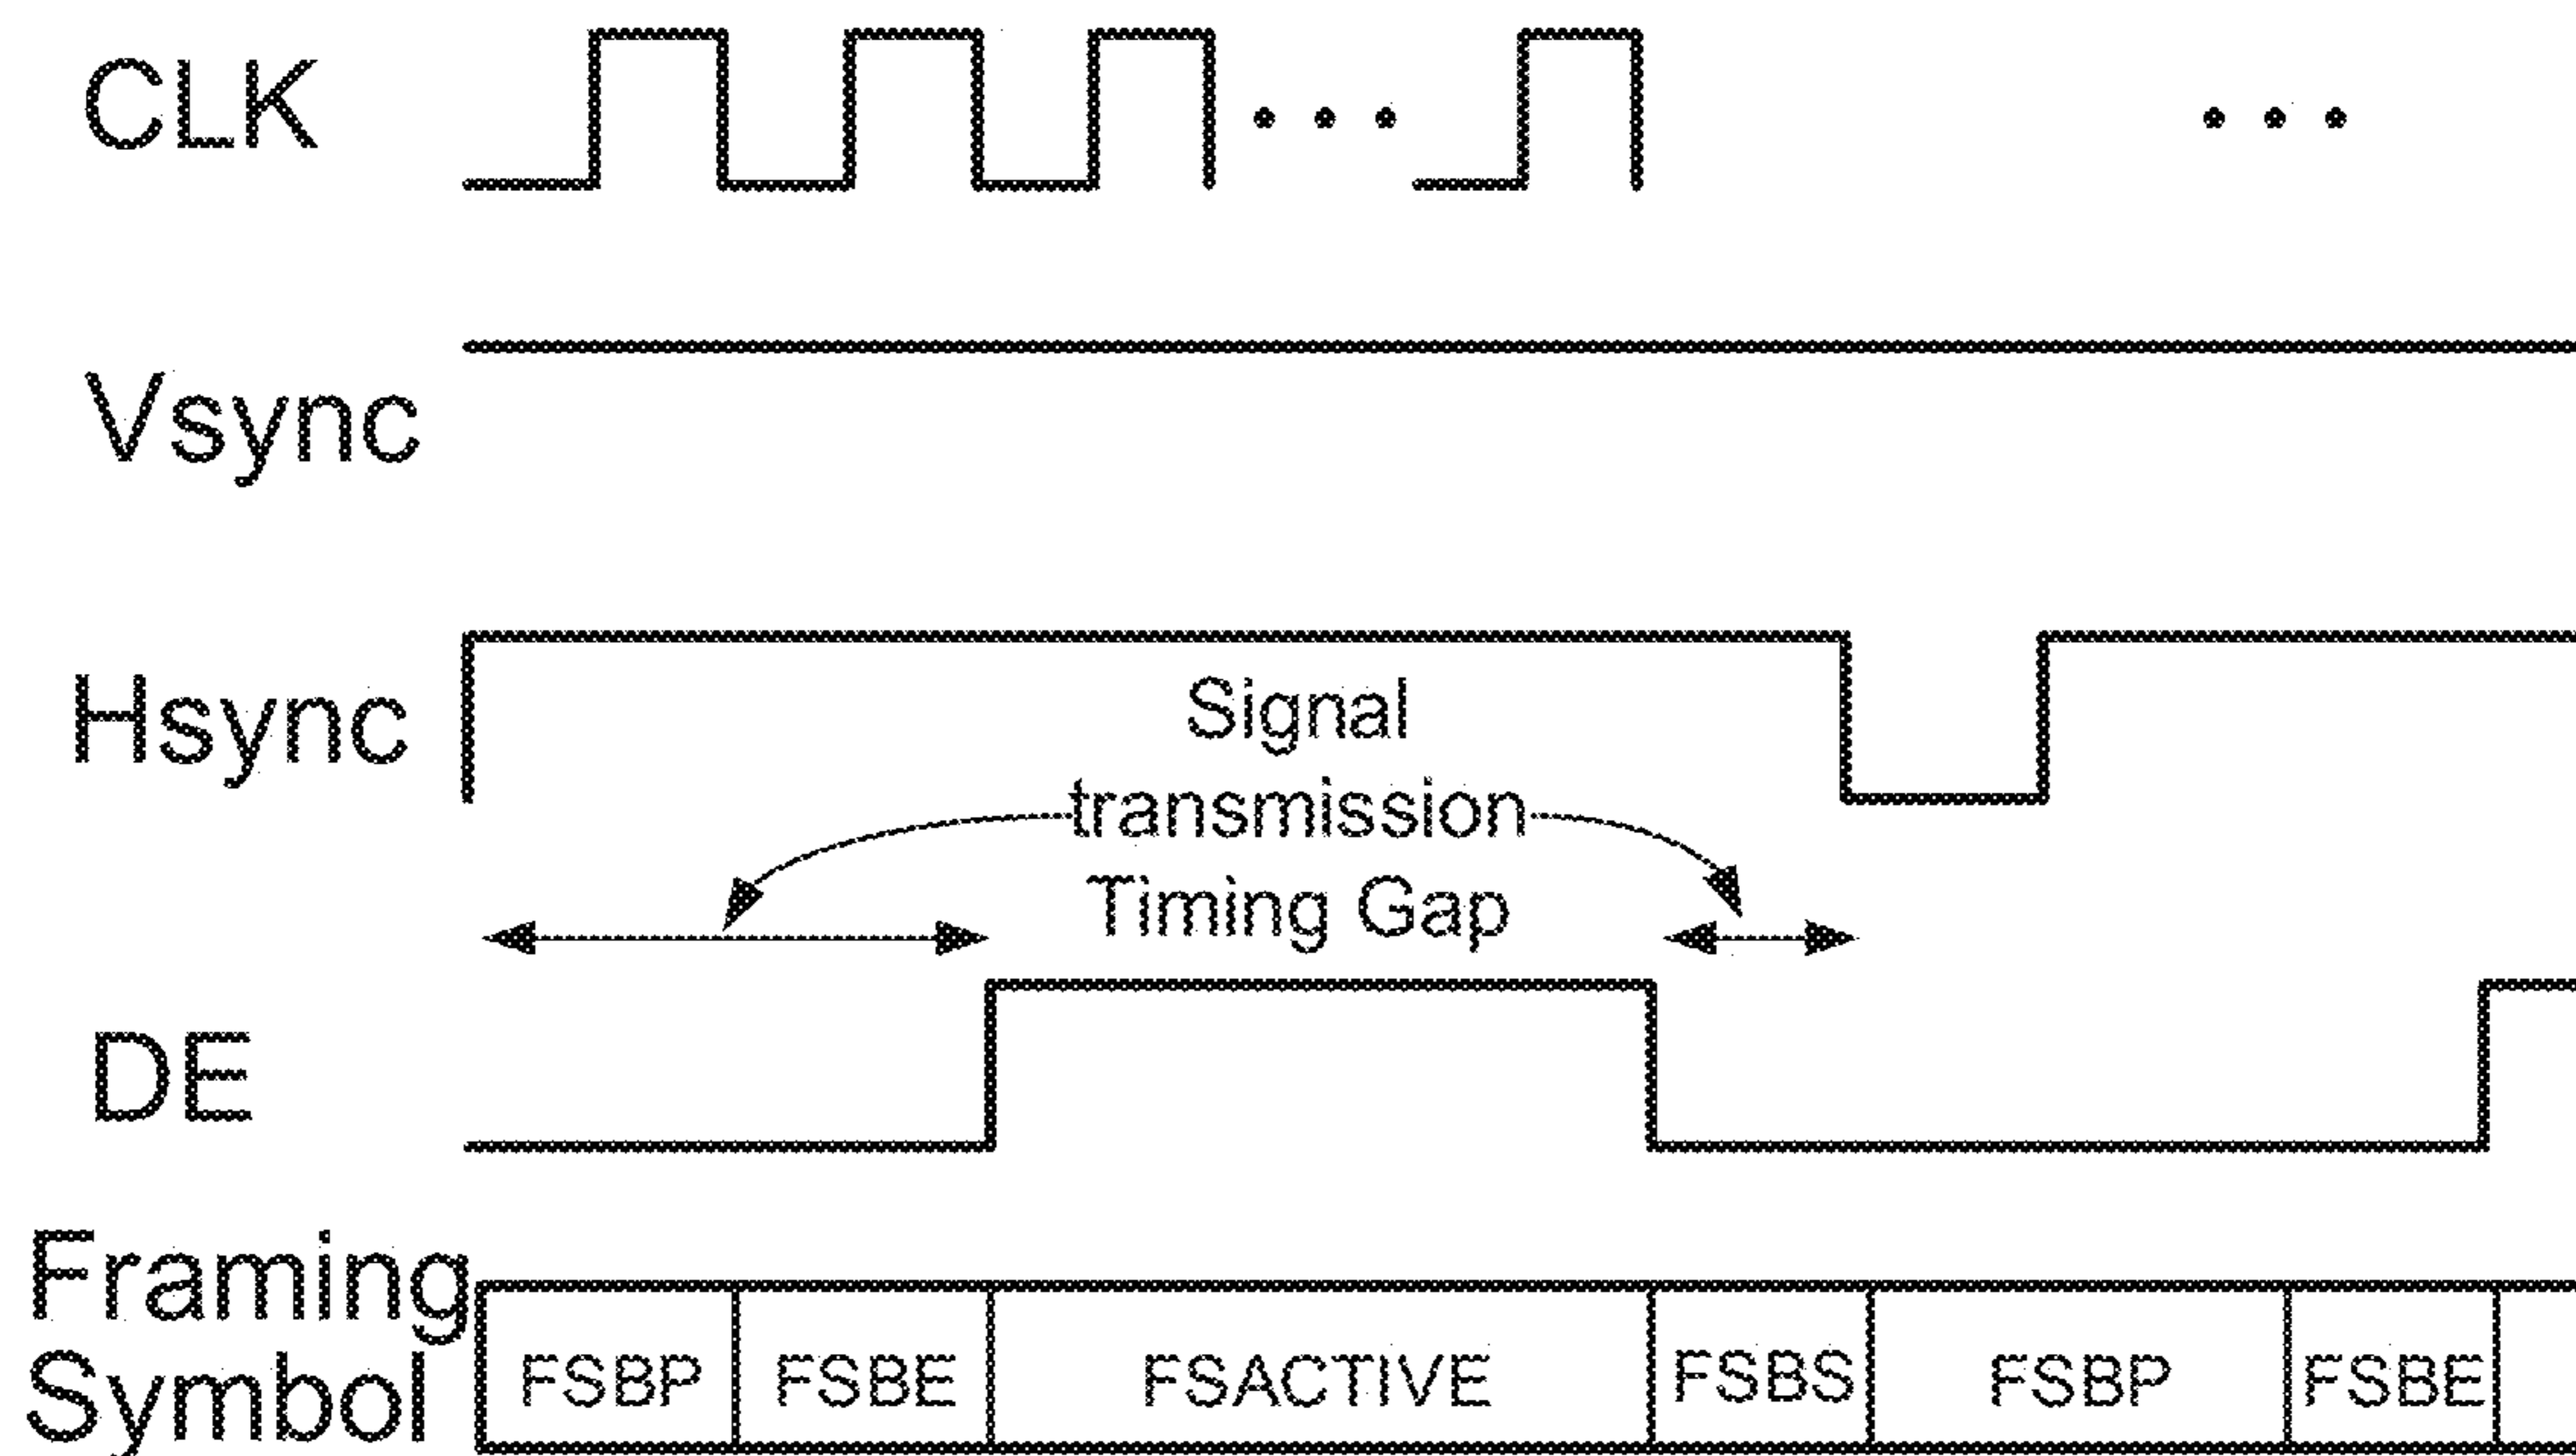 CLK
Vsync
Hsync
Signal
transmission
Timing Gap
DE
Framing
Symbol
FSBP FSBE FSACTIVE FSBS FSBP FSBE